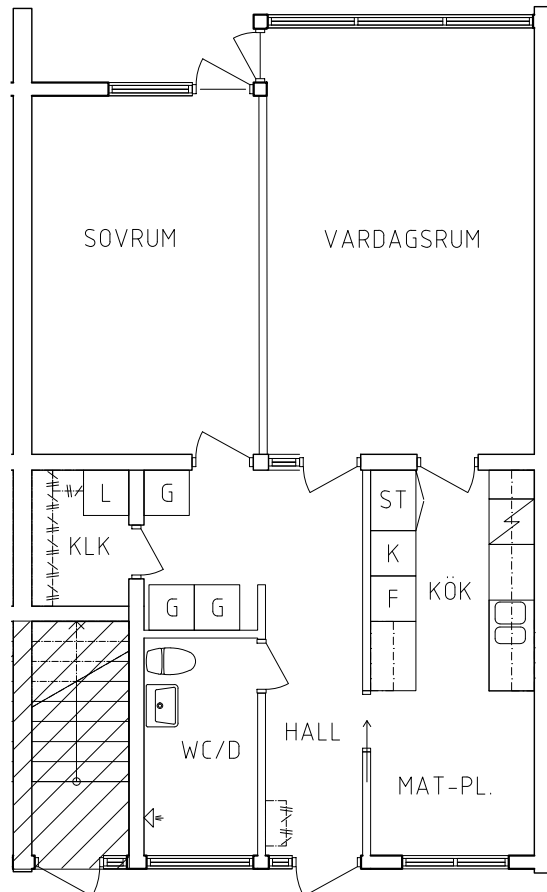 SOVRUM
VARDAGSRUM
L
G
ST
KLK
K
KÖK
G
G
F
HALL
WC/D
MAT-PL.